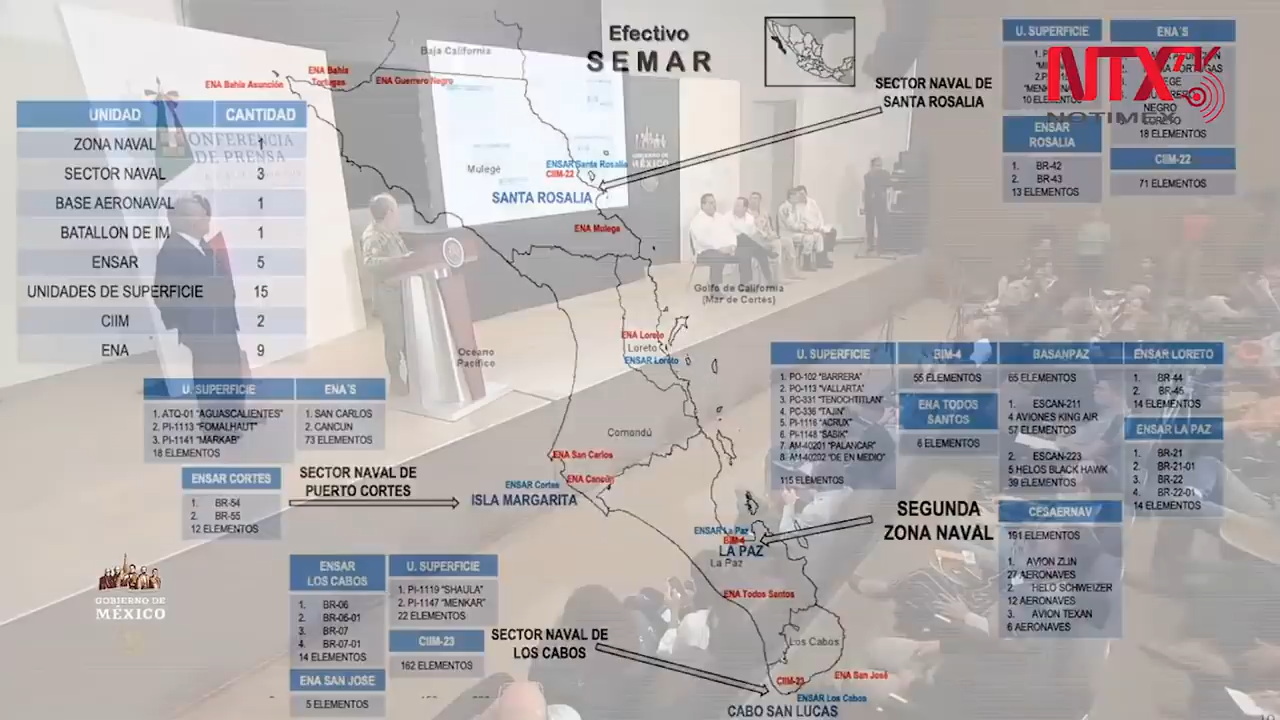 Efectivo
SEMAR
Baja California
ENA Bahía Asunción
ENA Bahía
Tortugas
ENA Guerrero Negro
SECTOR NAVAL DE
SANTA ROSALIA
UNIDAD CANTIDAD
ZONA NAVAL 1
SECTOR NAVAL 3
BASE AERONAVAL 1
BATALLON DE IM 1
ENSAR 5
UNIDADES DE SUPERFICIE 15
CIIM 2
ENA 9
CONFERENCIA
DE PRENSA
GOBIERNO DE
MÉXICO
U. SUPERFICIE
10 ELEMENTOS
ENA´S
NEGRO
LORETO
18 ELEMENTOS
NTX
NOTIMEX
ENSAR
ROSALIA
1. BR-42
2. BR-43
13 ELEMENTOS
CIIM-22
71 ELEMENTOS
Mulegé
ENSAR Santa Rosalia
CIIM-22
SANTA ROSALIA
ENA Mulege
Golfo de California
(Mar de Cortés)
ENA Loreto
Loreto
ENSAR Loreto
Oceano
Pacífico
Comondú
ENA San Carlos
ENA Cancún
ENSAR Cortes
ISLA MARGARITA
U. SUPERFICIE
1. ATQ-01 "AGUASCALIENTES"
2. PI-1113 "FOMALHAUT"
3. PI-1141 "MARKAB"
18 ELEMENTOS
ENA´S
1. SAN CARLOS
2. CANCUN
73 ELEMENTOS
ENSAR CORTES
1. BR-54
2. BR-55
12 ELEMENTOS
SECTOR NAVAL DE
PUERTO CORTES
U. SUPERFICIE
1. PO-102 "BARRERA"
2. PO-113 "VALLARTA"
3. PC-331 "TENOCHTITLAN"
4. PC-336 "TAJIN"
5. PI-1116 "ACRUX"
6. PI-1148 "SABIK"
7. AM-40201 "PALANCAR"
8. AM-40202 "DE EN MEDIO"
115 ELEMENTOS
BIM-4
55 ELEMENTOS
ENA TODOS
SANTOS
6 ELEMENTOS
BASANPAZ
65 ELEMENTOS
1. ESCAN-211
4 AVIONES KING AIR
57 ELEMENTOS
2. ESCAN-223
5 HELOS BLACK HAWK
39 ELEMENTOS
ENSAR LORETO
1. BR-44
2. BR-45
14 ELEMENTOS
ENSAR LA PAZ
1. BR-21
2. BR-21-01
3. BR-22
4. BR-22-01
14 ELEMENTOS
CESAERNAV
191 ELEMENTOS
1. AVION ZLIN
27 AERONAVES
2. HELO SCHWEIZER
12 AERONAVES
3. AVION TEXAN
6 AERONAVES
SEGUNDA
ZONA NAVAL
ENSAR La Paz
BIM-4
LA PAZ
La Paz
ENA Todos Santos
Los Cabos
CIIM-23
ENA San José
ENSAR Los Cabos
CABO SAN LUCAS
GOBIERNO DE
MÉXICO
ENSAR
LOS CABOS
1. BR-06
2. BR-06-01
3. BR-07
4. BR-07-01
14 ELEMENTOS
ENA SAN JOSE
5 ELEMENTOS
U. SUPERFICIE
1. PI-1119 "SHAULA"
2. PI-1147 "MENKAR"
22 ELEMENTOS
CIIM-23
162 ELEMENTOS
SECTOR NAVAL DE
LOS CABOS